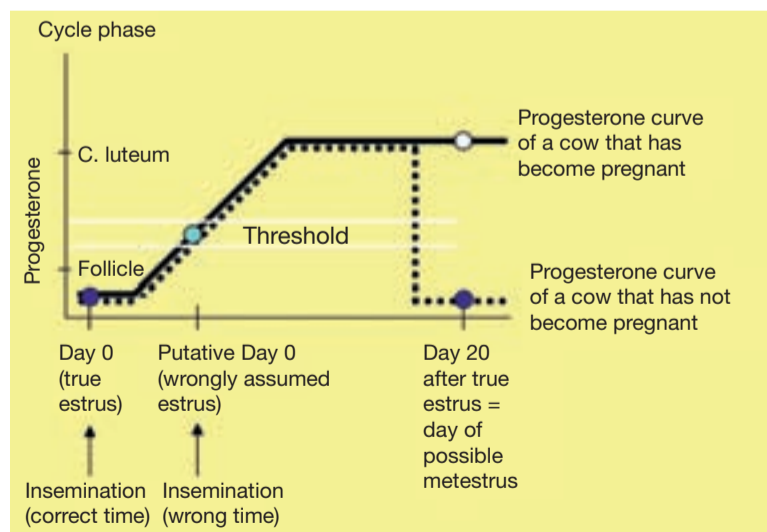 Cycle phase
Progesterone
C. luteum
Threshold
Follicle
Progesterone curve
of a cow that has
become pregnant
Progesterone curve
of a cow that has not
become pregnant
Day 0
(true
estrus)
Putative Day 0
(wrongly assumed
estrus)
Day 20
after true
estrus =
day of
possible
metestrus
Insemination
(correct time)
Insemination
(wrong time)